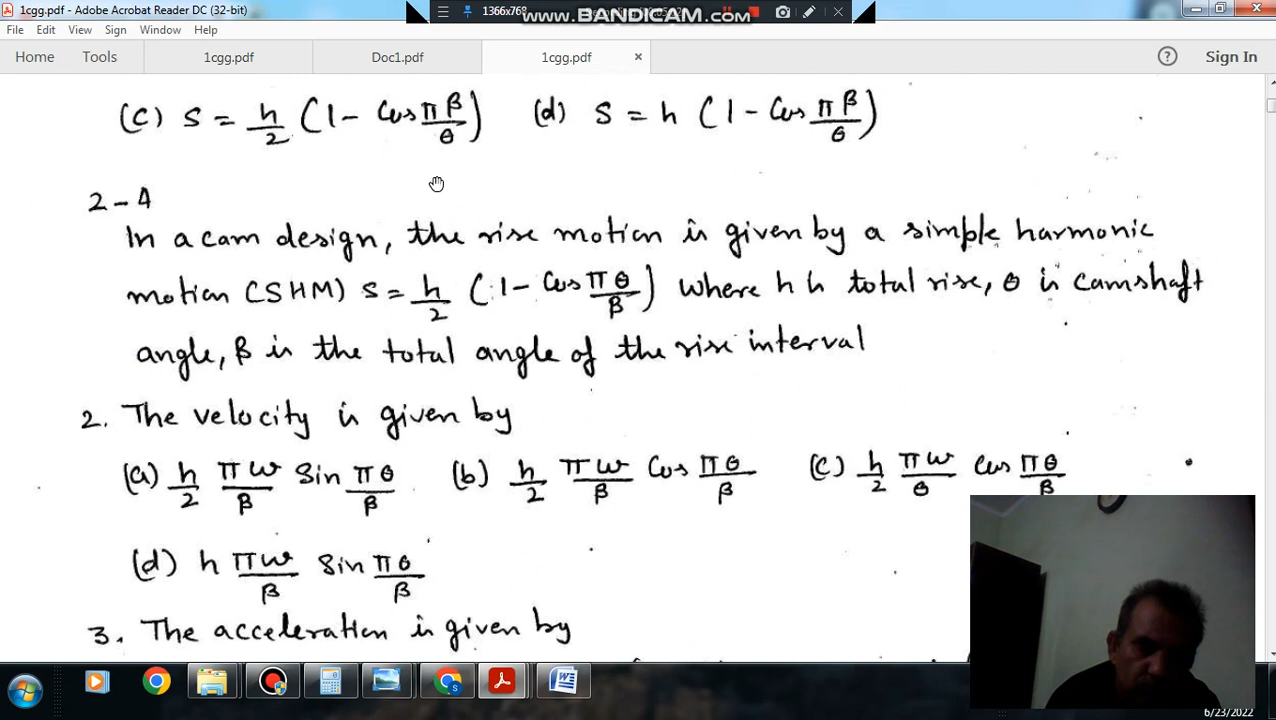 1cgg.pdf - Adobe Acrobat Reader DC (32-bit)
1366x768
www.BANDICAM.com
File Edit View Sign Window Help
Home Tools 1cgg.pdf Doc1.pdf 1cgg.pdf × ? Sign In
(c) s = h/2 (1 - Cos πβ/θ) (d) s = h (1 - Cos πβ/θ)
2-4
In a cam design, the rise motion is given by a simple harmonic
motion (SHM) s = h/2 (1 - Cos πθ/β) where h is total rise, θ is camshaft
angle, β is the total angle of the rise interval
2. The velocity is given by
(a) h/2 πω/β Sin πθ/β (b) h/2 πω/β Cos πθ/β (c) h/2 πω/θ Cos πθ/β
(d) h πω/β Sin πθ/β
3. The acceleration is given by
6/23/2022